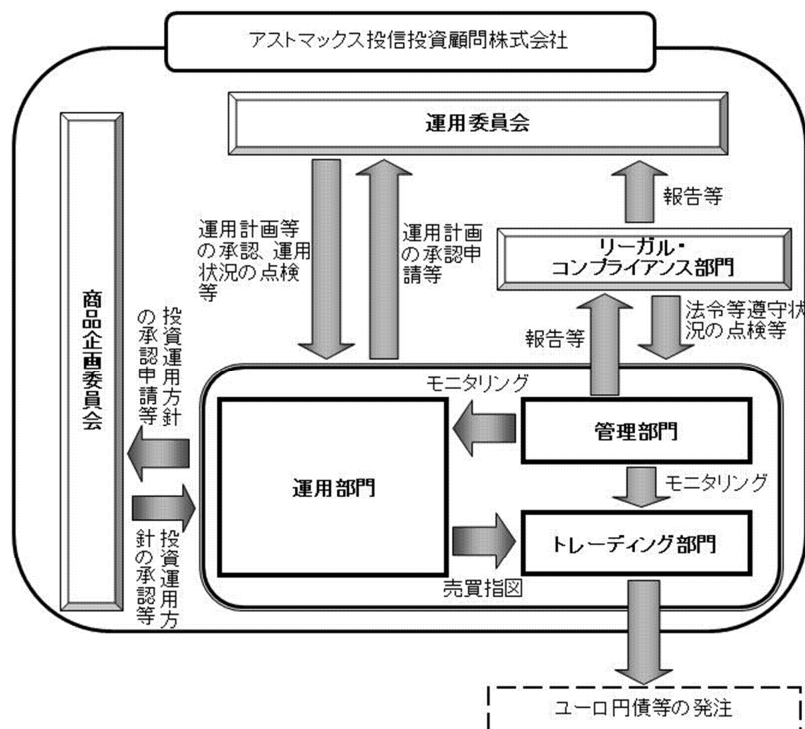 アストマックス投信投資顧問株式会社
運用委員会
運用計画等
の承認、運用
状況の点検
等
運用計画
の承認申
請等
報告等
リーガル・
コンプライアンス部門
報告等
法令等遵守状
況の点検等
商品企画委員会
投資運用方針
の承認申請等
投資運用方
針の承認等
モニタリング
運用部門
管理部門
モニタリング
トレーディング部門
売買指図
ユーロ円債等の発注